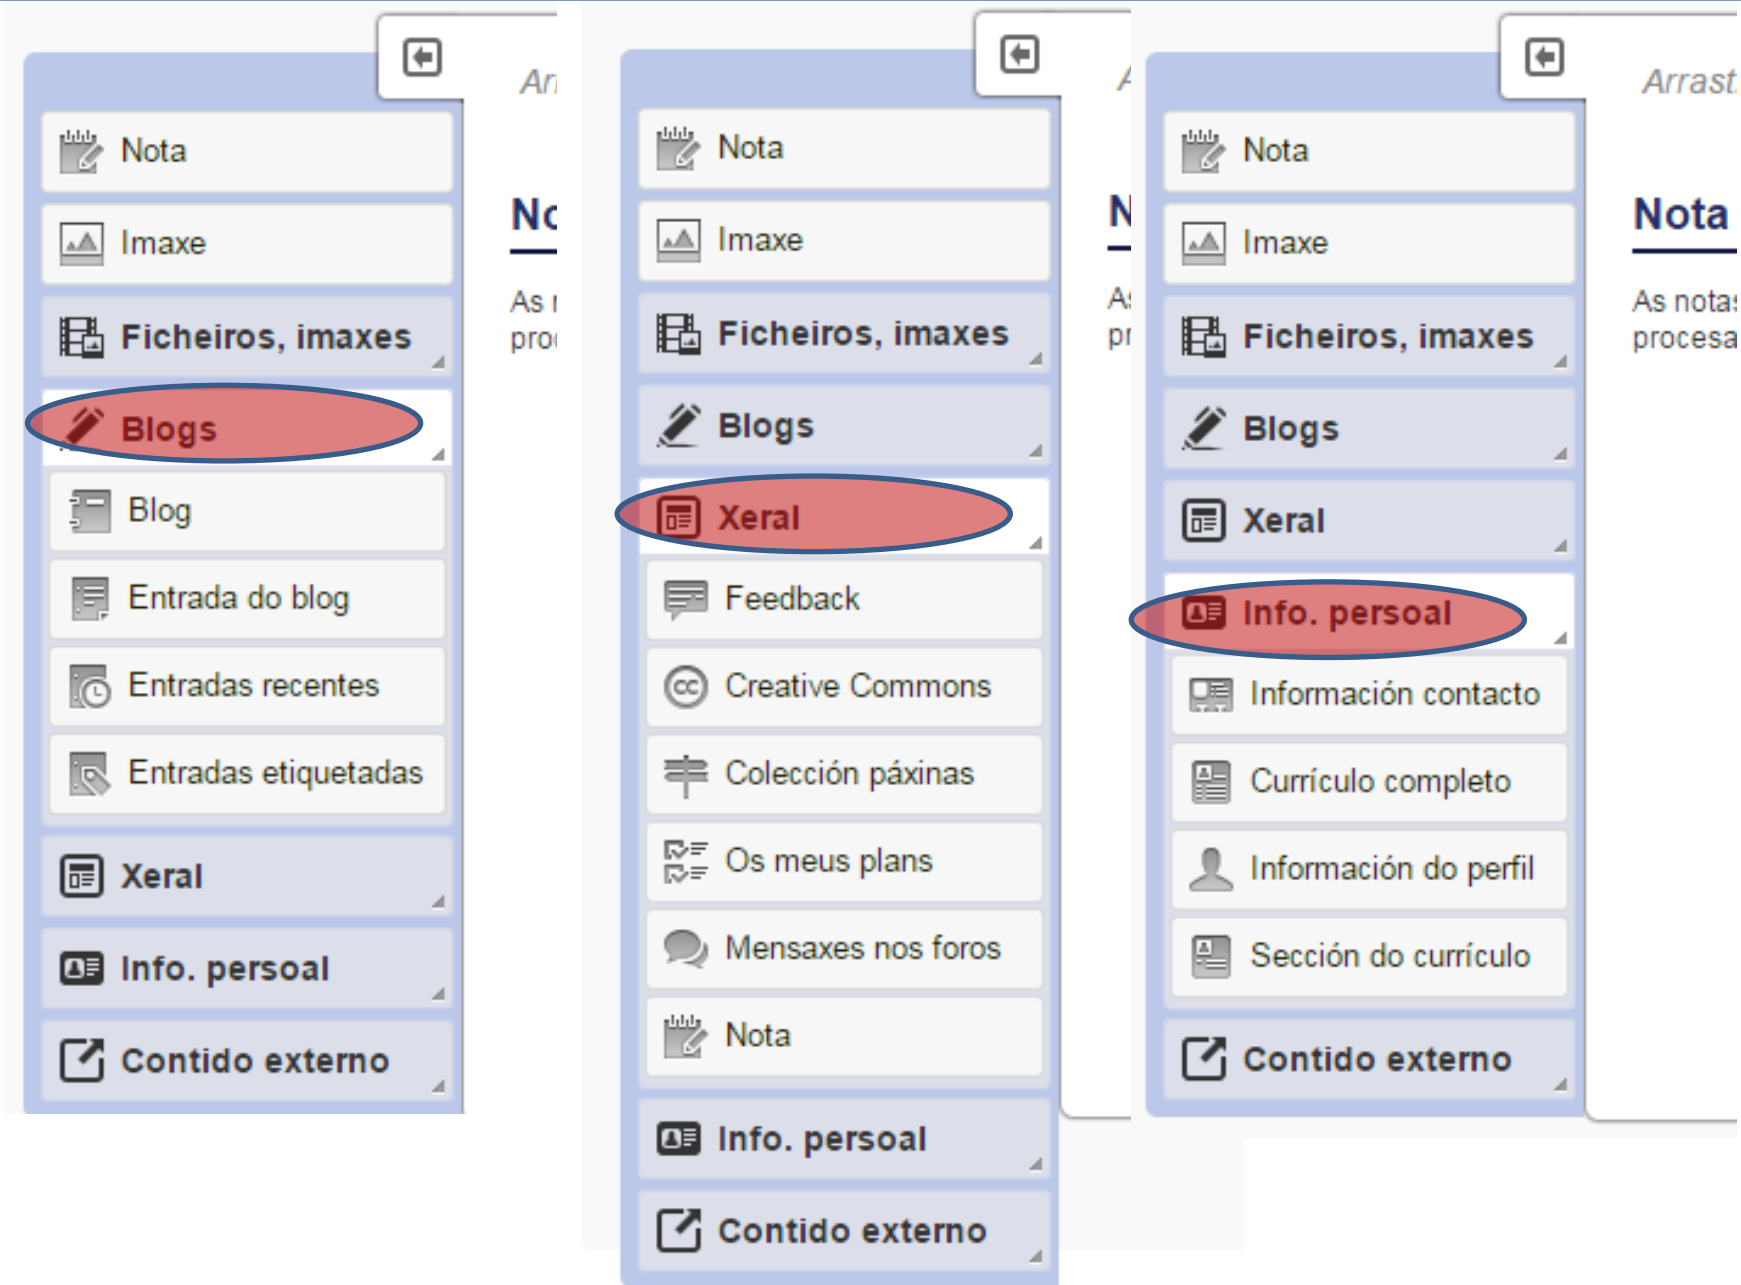 Nota
Imaxe
Ficheiros, imaxes
Blogs
Blog
Entrada do blog
Entradas recentes
Entradas etiquetadas
Xeral
Info. persoal
Contido externo
Nota
Imaxe
Ficheiros, imaxes
Blogs
Xeral
Feedback
Creative Commons
Colección páxinas
Os meus plans
Mensaxes nos foros
Nota
Info. persoal
Contido externo
Nota
Imaxe
Ficheiros, imaxes
Blogs
Xeral
Info. persoal
Información contacto
Currículo completo
Información do perfil
Sección do currículo
Contido externo
Nota
As notas